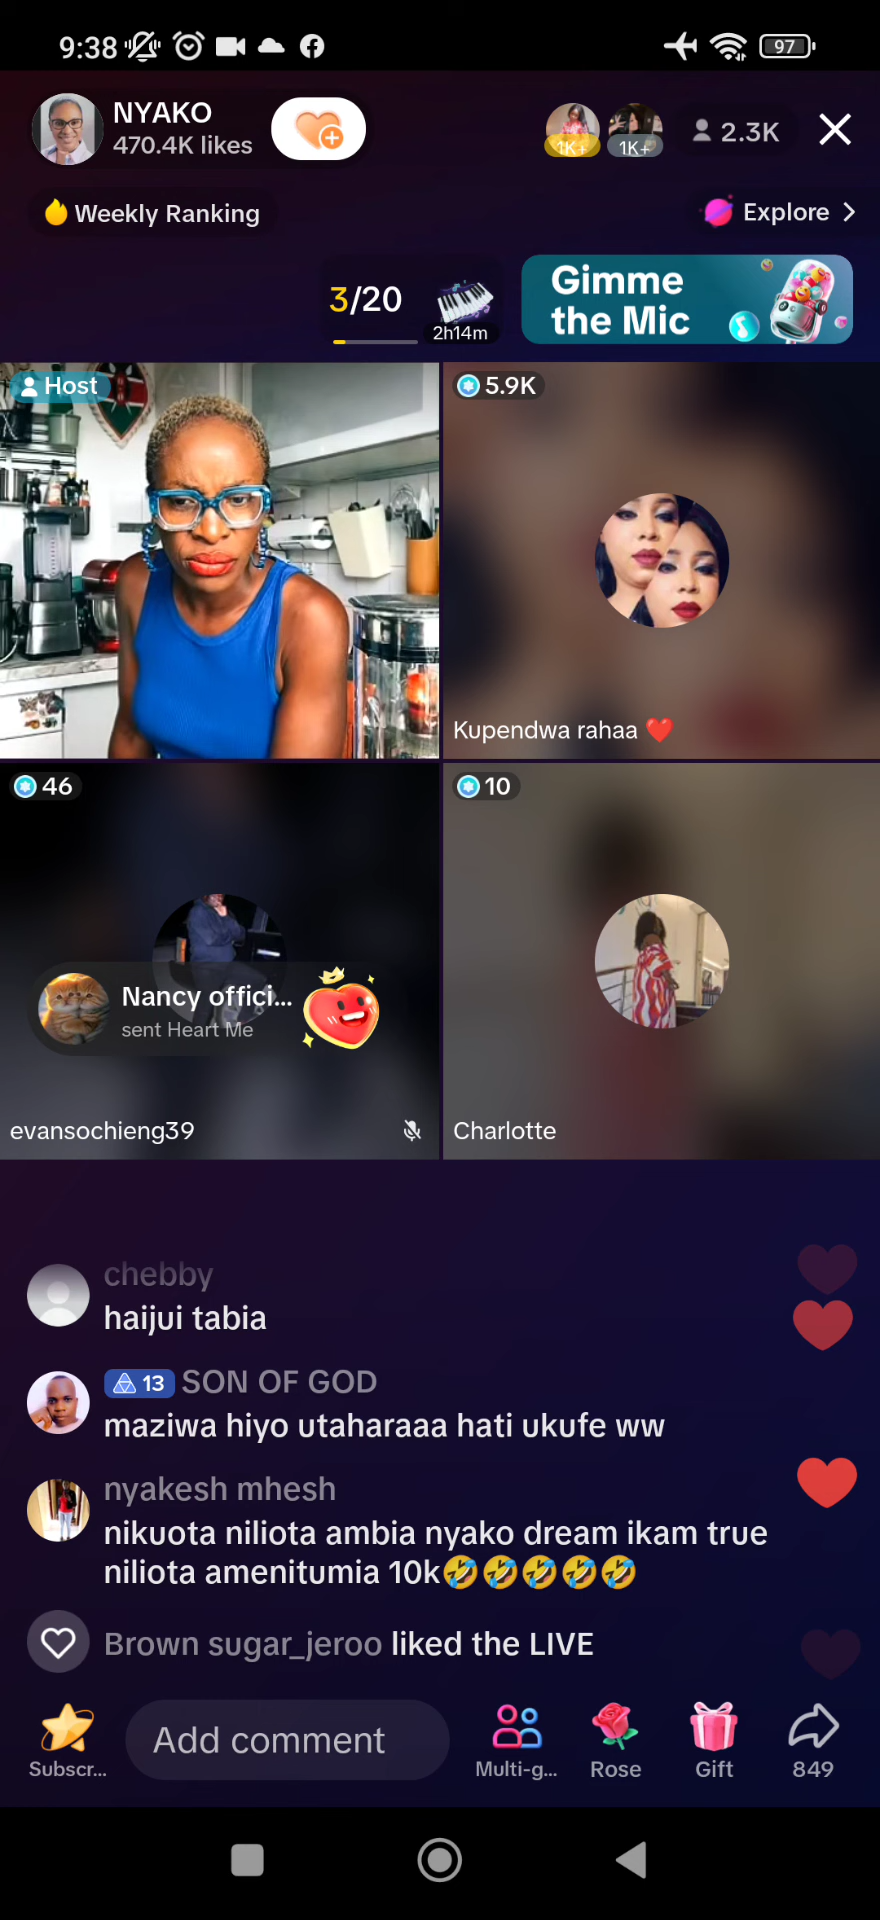 9:38
97
NYAKO
470.4K likes
1K+
1K+
2.3K
Weekly Ranking
Explore
3/20
2h14m
Gimme
the Mic
Host
5.9K
Kupendwa rahaa ❤️
46
10
Nancy offici...
sent Heart Me
evansochieng39
Charlotte
chebby
haijui tabia
13 SON OF GOD
maziwa hiyo utaharaaa hati ukufe ww
nyakesh mhesh
nikuota niliota ambia nyako dream ikam true
niliota amenitumia 10k🤣🤣🤣🤣🤣
Brown sugar_jeroo liked the LIVE
Add comment
Subscr...
Multi-g...
Rose
Gift
849